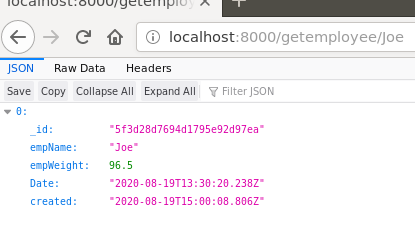 localhost:8000/getemploy
localhost:8000/getemployee/Joe
JSON Raw Data Headers
Save Copy Collapse All Expand All Filter JSON
0:
_id: "5f3d28d7694d1795e92d97ea"
empName: "Joe"
empWeight: 96.5
Date: "2020-08-19T13:30:20.238Z"
created: "2020-08-19T15:00:08.806Z"